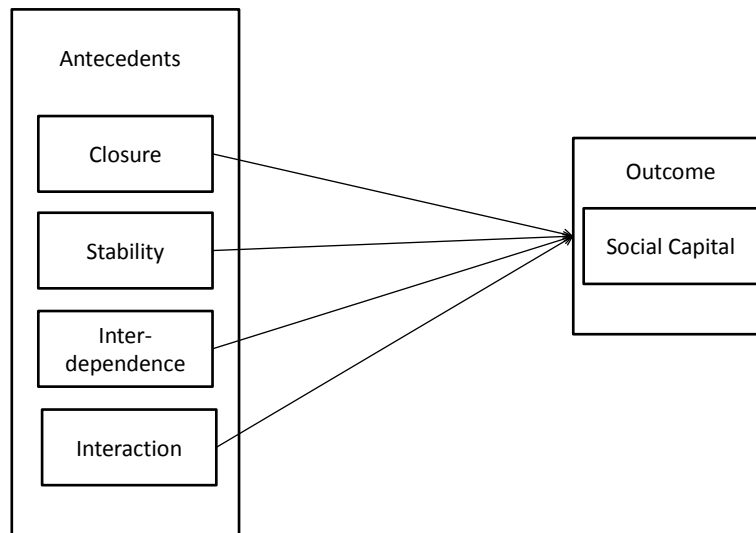 Antecedents
Closure
Stability
Inter-
dependence
Interaction
Outcome
Social Capital